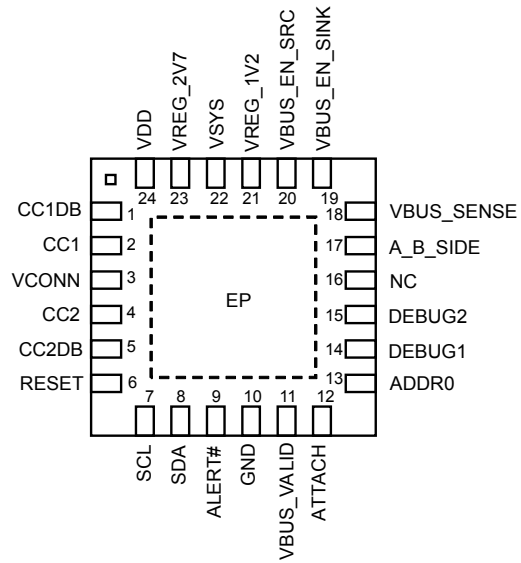 VDD
VREG_2V7
VSYS
VREG_1V2
VBUS_EN_SRC
VBUS_EN_SINK
24 23 22 21 20 19
CC1DB 1
CC1 2
VCONN 3
CC2 4
CC2DB 5
RESET 6
EP
18 VBUS_SENSE
17 A_B_SIDE
16 NC
15 DEBUG2
14 DEBUG1
13 ADDR0
7 8 9 10 11 12
SCL
SDA
ALERT#
GND
VBUS_VALID
ATTACH